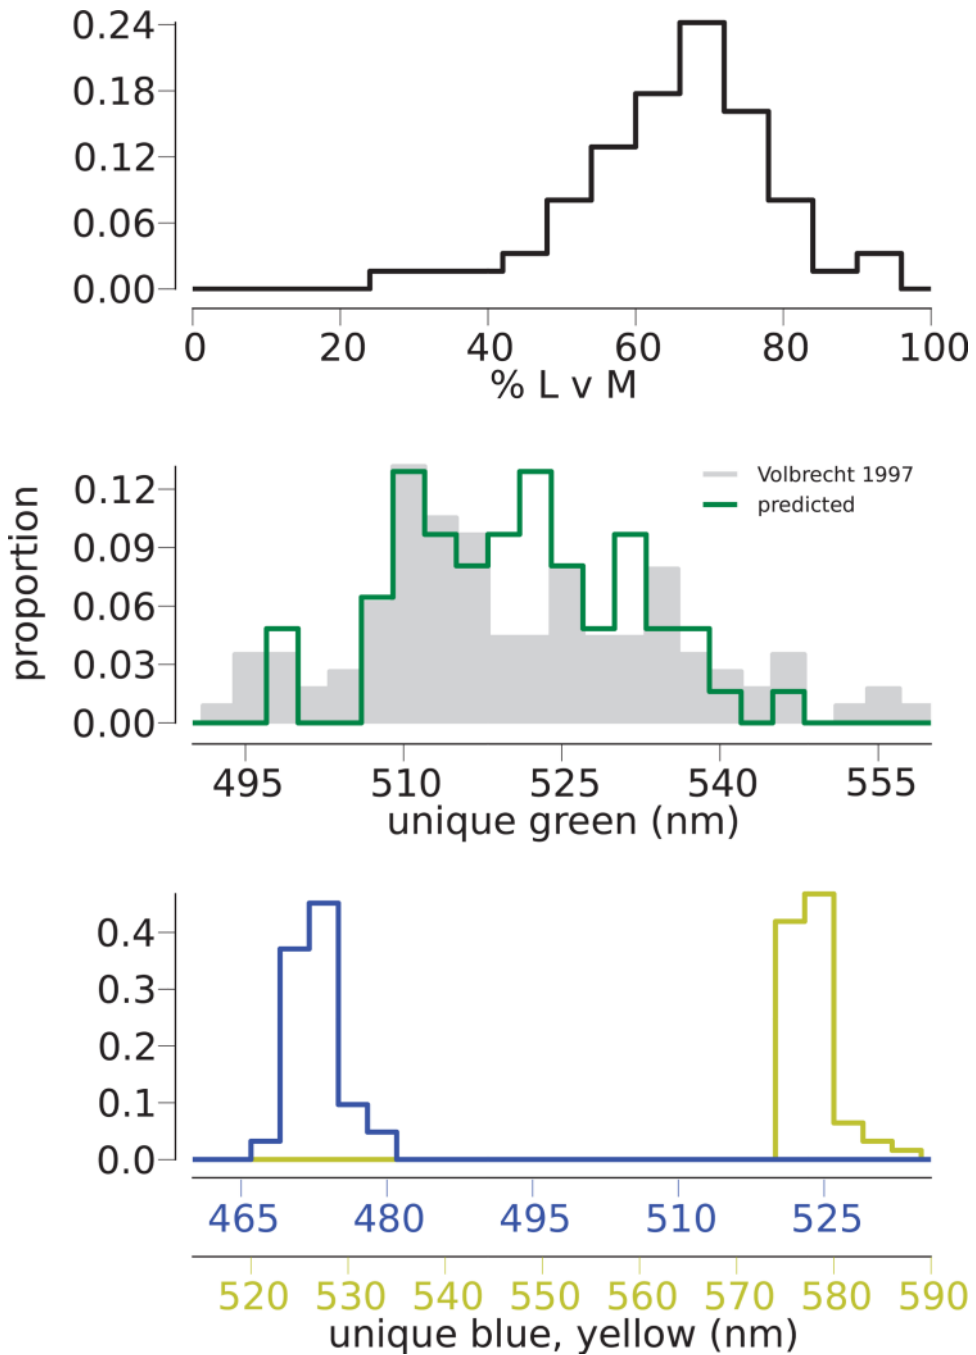 0.24
0.18
0.12
0.06
0.00
0 20 40 60 80 100
% L v M
proportion
Volbrecht 1997
predicted
0.12
0.09
0.06
0.03
0.00
495 510 525 540 555
unique green (nm)
0.4
0.3
0.2
0.1
0.0
465 480 495 510 525
520 530 540 550 560 570 580 590
unique blue, yellow (nm)